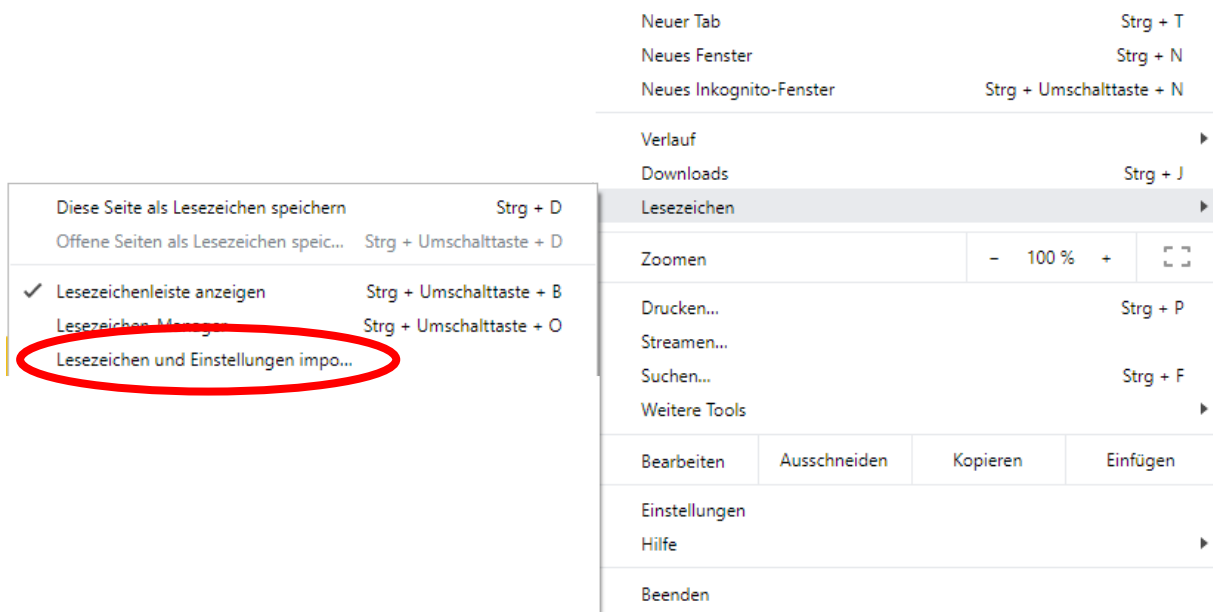 Neuer Tab Strg + T
Neues Fenster Strg + N
Neues Inkognito-Fenster Strg + Umschalttaste + N
Verlauf
Downloads Strg + J
Lesezeichen
Diese Seite als Lesezeichen speichern Strg + D
Offene Seiten als Lesezeichen speic... Strg + Umschalttaste + D
Lesezeichenleiste anzeigen Strg + Umschalttaste + B
Lesezeichen-Manager Strg + Umschalttaste + O
Lesezeichen und Einstellungen impo...
Zoomen - 100 % +
Drucken... Strg + P
Streamen...
Suchen... Strg + F
Weitere Tools
Bearbeiten Ausschneiden Kopieren Einfügen
Einstellungen
Hilfe
Beenden